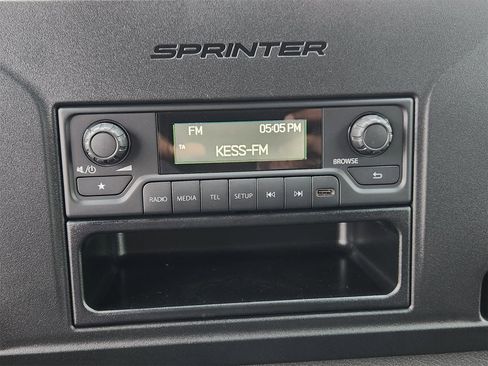 SPRINTER
FM 05:05 PM
TA
KESS-FM
BROWSE
RADIO MEDIA TEL SETUP